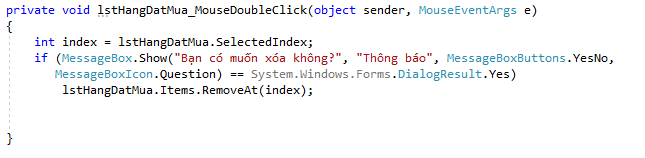 private void lstHangDatMua_MouseDoubleClick(object sender, MouseEventArgs e)
{
int index = lstHangDatMua.SelectedIndex;
if (MessageBox.Show("Bạn có muốn xóa không?", "Thông báo", MessageBoxButtons.YesNo,
MessageBoxIcon.Question) == System.Windows.Forms.DialogResult.Yes)
lstHangDatMua.Items.RemoveAt(index);
}